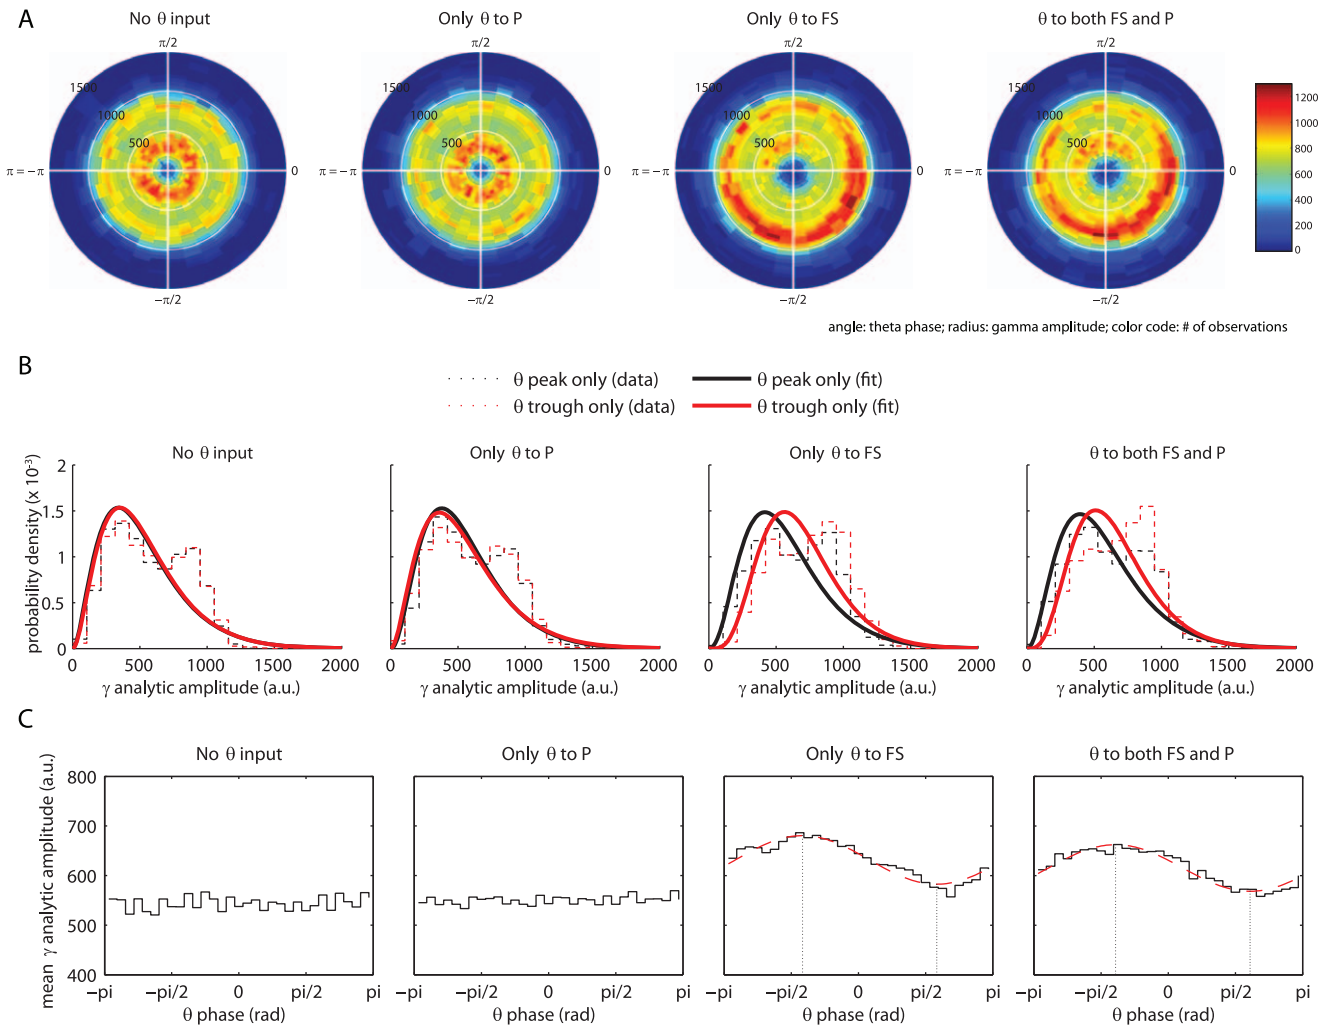 A
No θ input
Only θ to P
Only θ to FS
θ to both FS and P
π/2
π/2
π/2
π/2
1500
1000
500
1500
1000
500
1500
1000
500
1500
1000
500
π = −π
0
π = −π
0
π = −π
0
π = −π
0
−π/2
−π/2
−π/2
−π/2
1200
1000
800
600
400
200
0
angle: theta phase; radius: gamma amplitude; color code: # of observations
B
θ peak only (data)
θ peak only (fit)
θ trough only (data)
θ trough only (fit)
No θ input
Only θ to P
Only θ to FS
θ to both FS and P
probability density (x 10⁻³)
2
1.5
1
0.5
0
0 500 1000 1500 2000
0 500 1000 1500 2000
0 500 1000 1500 2000
0 500 1000 1500 2000
γ analytic amplitude (a.u.)
γ analytic amplitude (a.u.)
γ analytic amplitude (a.u.)
γ analytic amplitude (a.u.)
C
No θ input
Only θ to P
Only θ to FS
θ to both FS and P
mean γ analytic amplitude (a.u.)
800
700
600
500
400
−pi −pi/2 0 pi/2 pi
−pi −pi/2 0 pi/2 pi
−pi −pi/2 0 pi/2 pi
−pi −pi/2 0 pi/2 pi
θ phase (rad)
θ phase (rad)
θ phase (rad)
θ phase (rad)